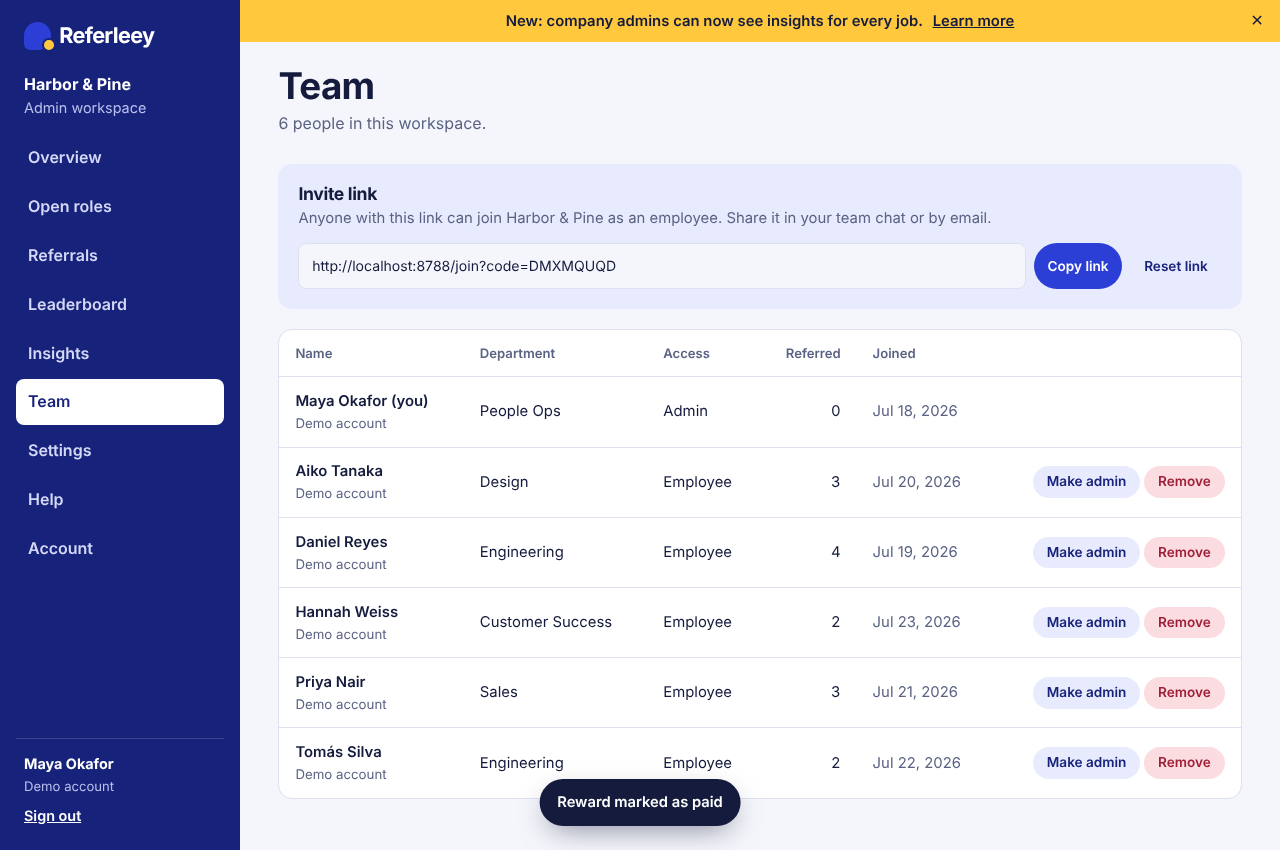 New: company admins can now see insights for every job. Learn more ✕
Referleey
Harbor & Pine
Admin workspace
Overview
Open roles
Referrals
Leaderboard
Insights
Team
Settings
Help
Account
Maya Okafor
Demo account
Sign out
Team
6 people in this workspace.
Invite link
Anyone with this link can join Harbor & Pine as an employee. Share it in your team chat or by email.
http://localhost:8788/join?code=DMXMQUQD Copy link Reset link
Name Department Access Referred Joined
Maya Okafor (you)
Demo account
People Ops Admin 0 Jul 18, 2026
Aiko Tanaka
Demo account
Design Employee 3 Jul 20, 2026 Make admin Remove
Daniel Reyes
Demo account
Engineering Employee 4 Jul 19, 2026 Make admin Remove
Hannah Weiss
Demo account
Customer Success Employee 2 Jul 23, 2026 Make admin Remove
Priya Nair
Demo account
Sales Employee 3 Jul 21, 2026 Make admin Remove
Tomás Silva
Demo account
Engineering Employee 2 Jul 22, 2026 Make admin Remove
Reward marked as paid